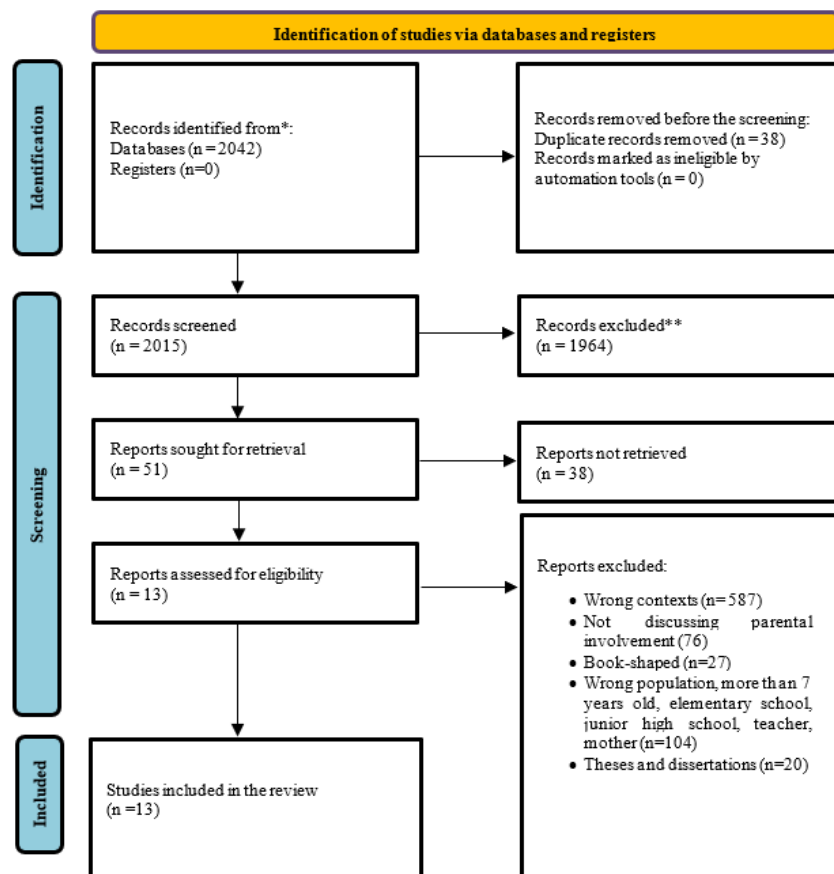 Identification of studies via databases and registers
Identification
Records identified from*:
Databases (n = 2042)
Registers (n=0)
Records removed before the screening:
Duplicate records removed (n = 38)
Records marked as ineligible by
automation tools (n = 0)
Screening
Records screened
(n = 2015)
Records excluded**
(n = 1964)
Reports sought for retrieval
(n = 51)
Reports not retrieved
(n = 38)
Reports assessed for eligibility
(n = 13)
Reports excluded:
• Wrong contexts (n=587)
• Not discussing parental
involvement (76)
• Book-shaped (n=27)
• Wrong population, more than 7
years old, elementary school,
junior high school, teacher,
mother (n=104)
• Theses and dissertations (n=20)
Included
Studies included in the review
(n =13)